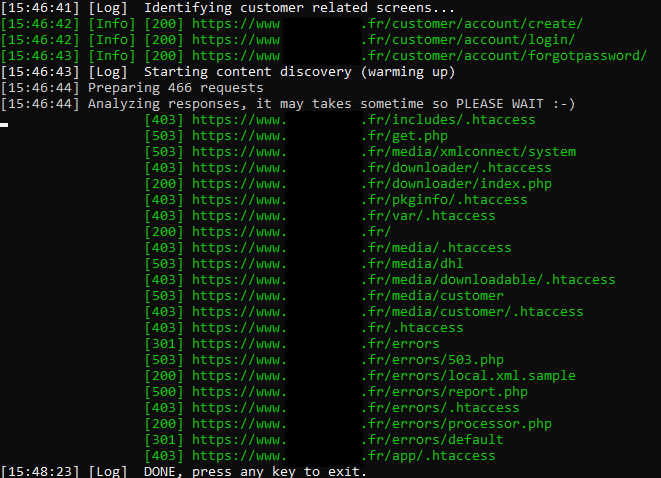 [15:46:41] [Log]  Identifying customer related screens...
[15:46:42] [Info] [200] https://www .fr/customer/account/create/
[15:46:42] [Info] [200] https://www .fr/customer/account/login/
[15:46:43] [Info] [200] https://www .fr/customer/account/forgotpassword/
[15:46:43] [Log]  Starting content discovery (warming up)
[15:46:44] Preparing 466 requests
[15:46:44] Analyzing responses, it may takes sometime so PLEASE WAIT :-)
[403] https://www. .fr/includes/.htaccess
[503] https://www. .fr/get.php
[503] https://www. .fr/media/xmlconnect/system
[403] https://www. .fr/downloader/.htaccess
[200] https://www. .fr/downloader/index.php
[403] https://www. .fr/pkginfo/.htaccess
[403] https://www. .fr/var/.htaccess
[200] https://www. .fr/
[403] https://www. .fr/media/.htaccess
[503] https://www. .fr/media/dhl
[403] https://www. .fr/media/downloadable/.htaccess
[503] https://www. .fr/media/customer
[403] https://www. .fr/media/customer/.htaccess
[403] https://www. .fr/.htaccess
[301] https://www. .fr/errors
[503] https://www. .fr/errors/503.php
[200] https://www. .fr/errors/local.xml.sample
[500] https://www. .fr/errors/report.php
[403] https://www. .fr/errors/.htaccess
[200] https://www. .fr/errors/processor.php
[301] https://www. .fr/errors/default
[403] https://www. .fr/app/.htaccess
[15:48:23] [Log]  DONE, press any key to exit.